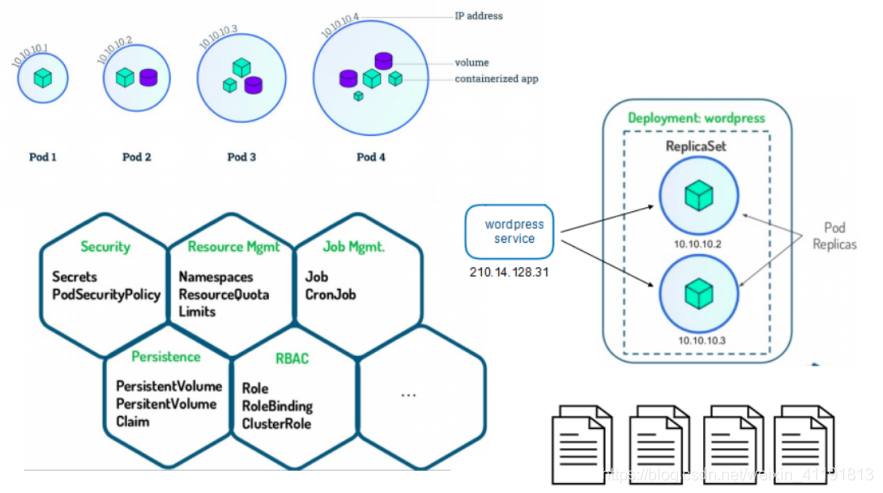 10.10.10.1
10.10.10.2
10.10.10.3
10.10.10.4
IP address
volume
containerized app
Pod 1
Pod 2
Pod 3
Pod 4
Deployment: wordpress
ReplicaSet
10.10.10.2
10.10.10.3
Pod
Replicas
wordpress
service
210.14.128.31
Security
Secrets
PodSecurityPolicy
Resource Mgmt
Namespaces
ResourceQuota
Limits
Job Mgmt.
Job
CronJob
Persistence
PersistentVolume
PersitentVolume
Claim
RBAC
Role
RoleBinding
ClusterRole
...
https://blog.csdn.net/weixin_41191813